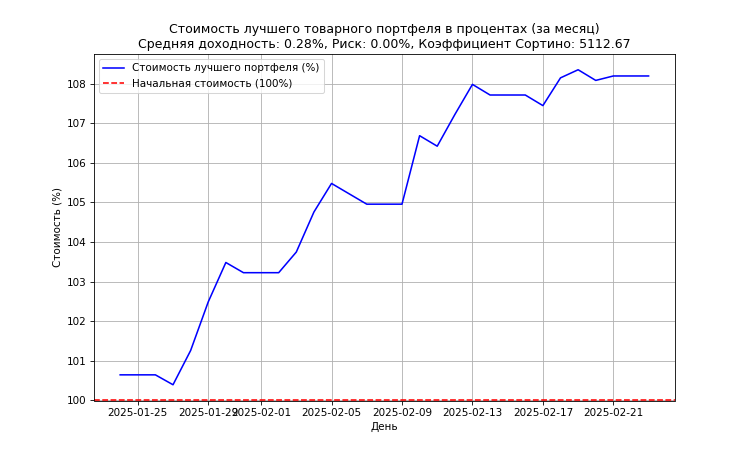 Стоимость лучшего товарного портфеля в процентах (за месяц)
Средняя доходность: 0.28%, Риск: 0.00%, Коэффициент Сортино: 5112.67
Стоимость лучшего портфеля (%)
Начальная стоимость (100%)
Стоимость (%)
108
107
106
105
104
103
102
101
100
2025-01-25
2025-01-29
2025-02-01
2025-02-05
2025-02-09
2025-02-13
2025-02-17
2025-02-21
День